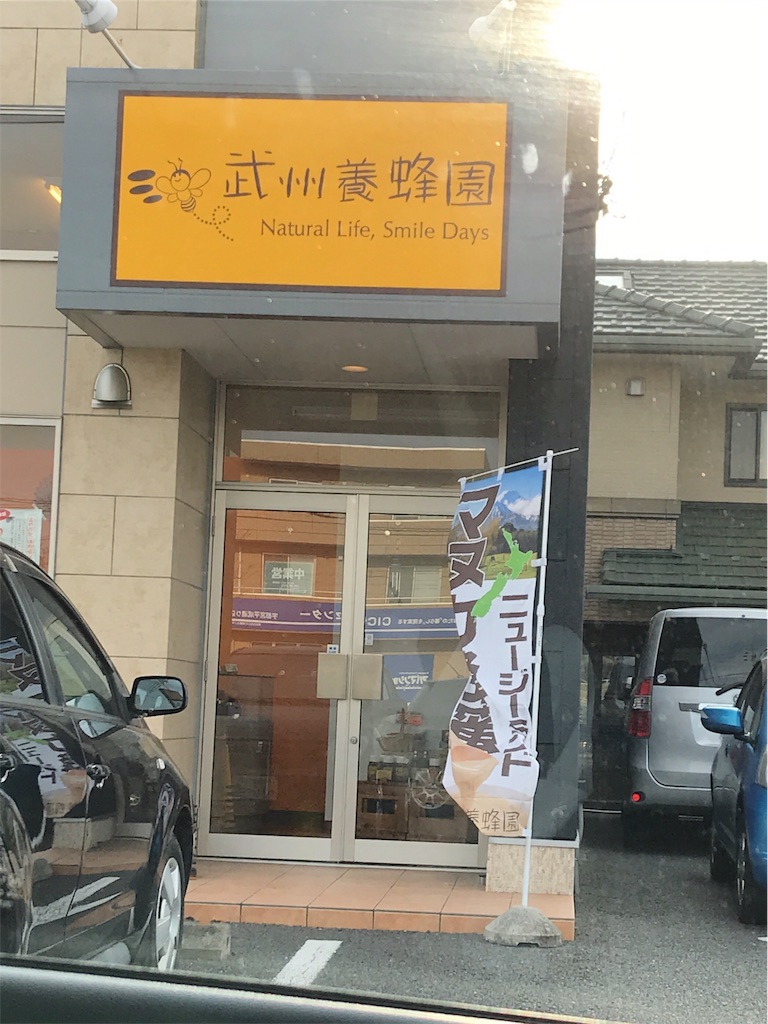 武州養蜂園
Natural Life, Smile Days
マヌカ蜂蜜
ニュージーランド
養蜂園
営業中
CIC